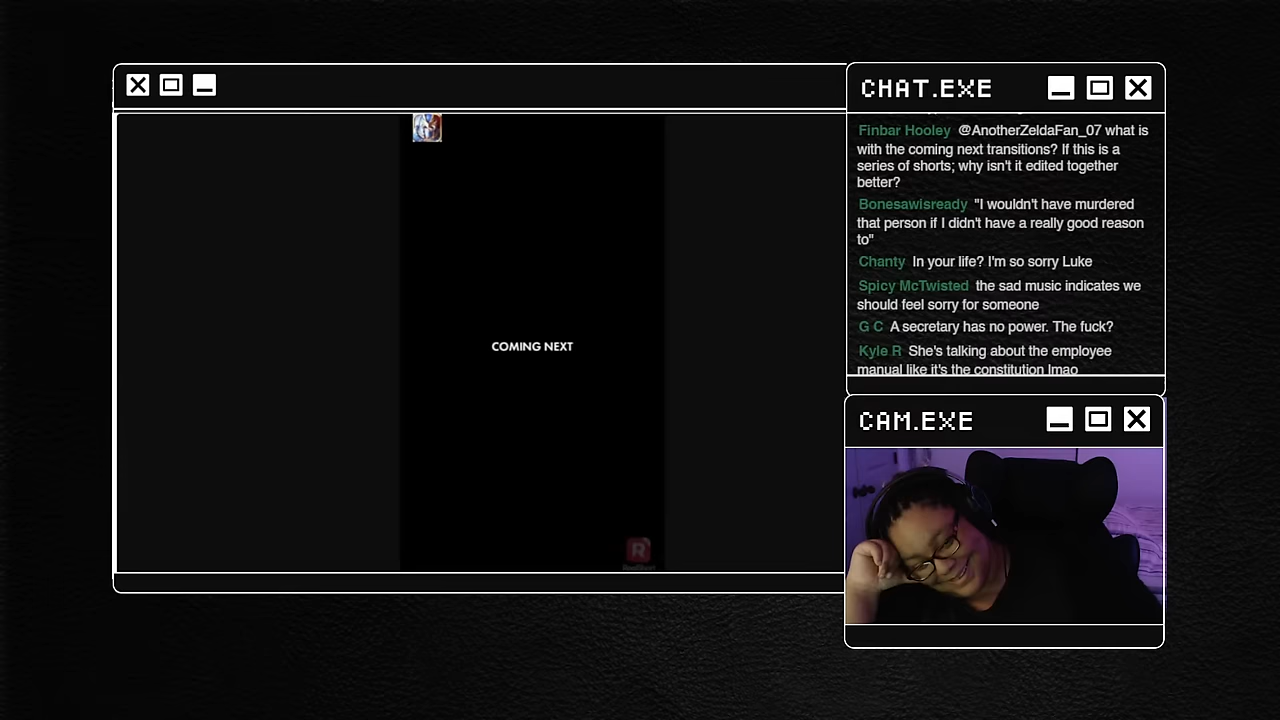 CHAT.EXE
Finbar Hooley @AnotherZeldaFan_07 what is
with the coming next transitions? If this is a
series of shorts; why isn't it edited together
better?
Bonesawisready "I wouldn't have murdered
that person if I didn't have a really good reason
to"
Chanty In your life? I'm so sorry Luke
Spicy McTwisted the sad music indicates we
should feel sorry for someone
G C A secretary has no power. The fuck?
Kyle R She's talking about the employee
manual like it's the constitution lmao
COMING NEXT
R
CAM.EXE